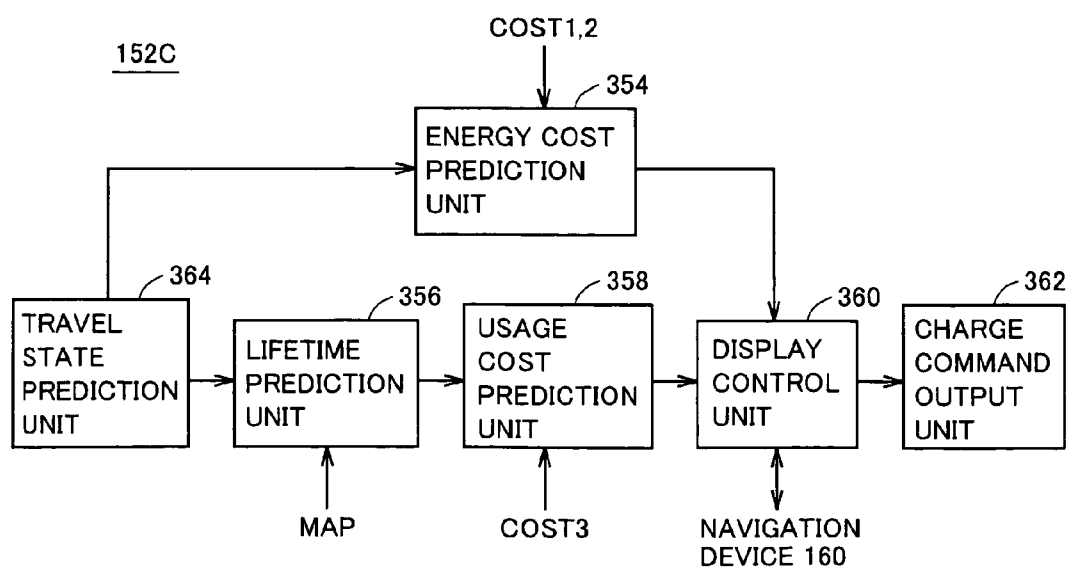 152C
COST1,2
354
ENERGY COST
PREDICTION
UNIT
364
TRAVEL
STATE
PREDICTION
UNIT
356
LIFETIME
PREDICTION
UNIT
358
USAGE
COST
PREDICTION
UNIT
360
DISPLAY
CONTROL
UNIT
362
CHARGE
COMMAND
OUTPUT
UNIT
MAP
COST3
NAVIGATION
DEVICE 160